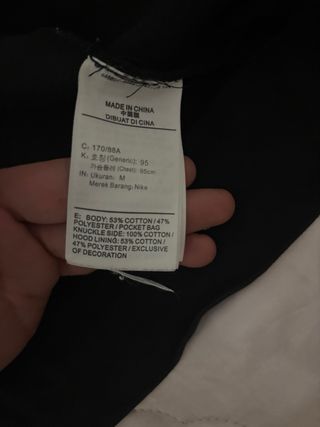 MADE IN CHINA
中國製
DIBUAT DI CINA
C: 170/88A
K: 호칭 (Generic): 95
가슴둘레 (Chest): 95cm
IN: Ukuran: M
Merek Barang: Nike
E: BODY: 53% COTTON/ 47%
POLYESTER / POCKET BAG
KNUCKLE SIDE: 100% COTTON /
HOOD LINING: 53% COTTON/
47% POLYESTER / EXCLUSIVE
OF DECORATION